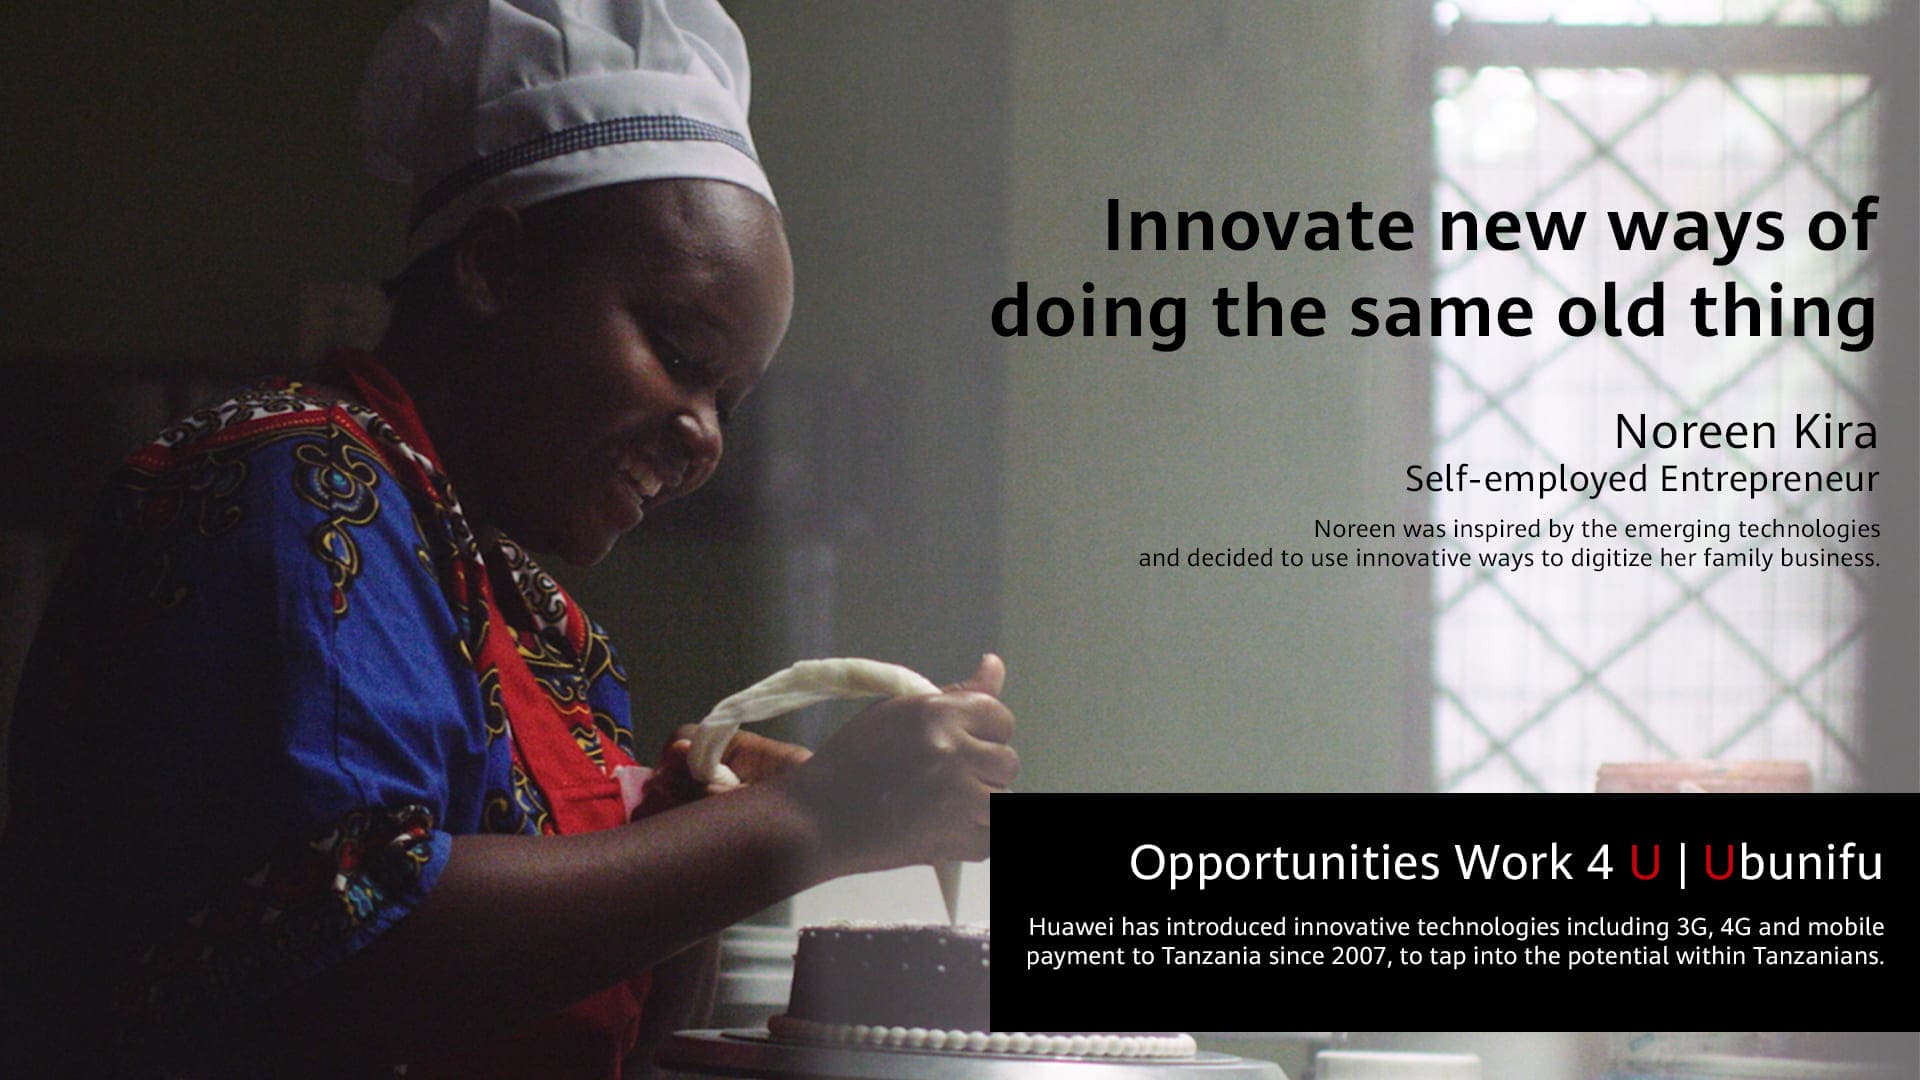 Innovate new ways of
doing the same old thing
Noreen Kira
Self-employed Entrepreneur
Noreen was inspired by the emerging technologies
and decided to use innovative ways to digitize her family business.
Opportunities Work 4 U | Ubunifu
Huawei has introduced innovative technologies including 3G, 4G and mobile
payment to Tanzania since 2007, to tap into the potential within Tanzanians.